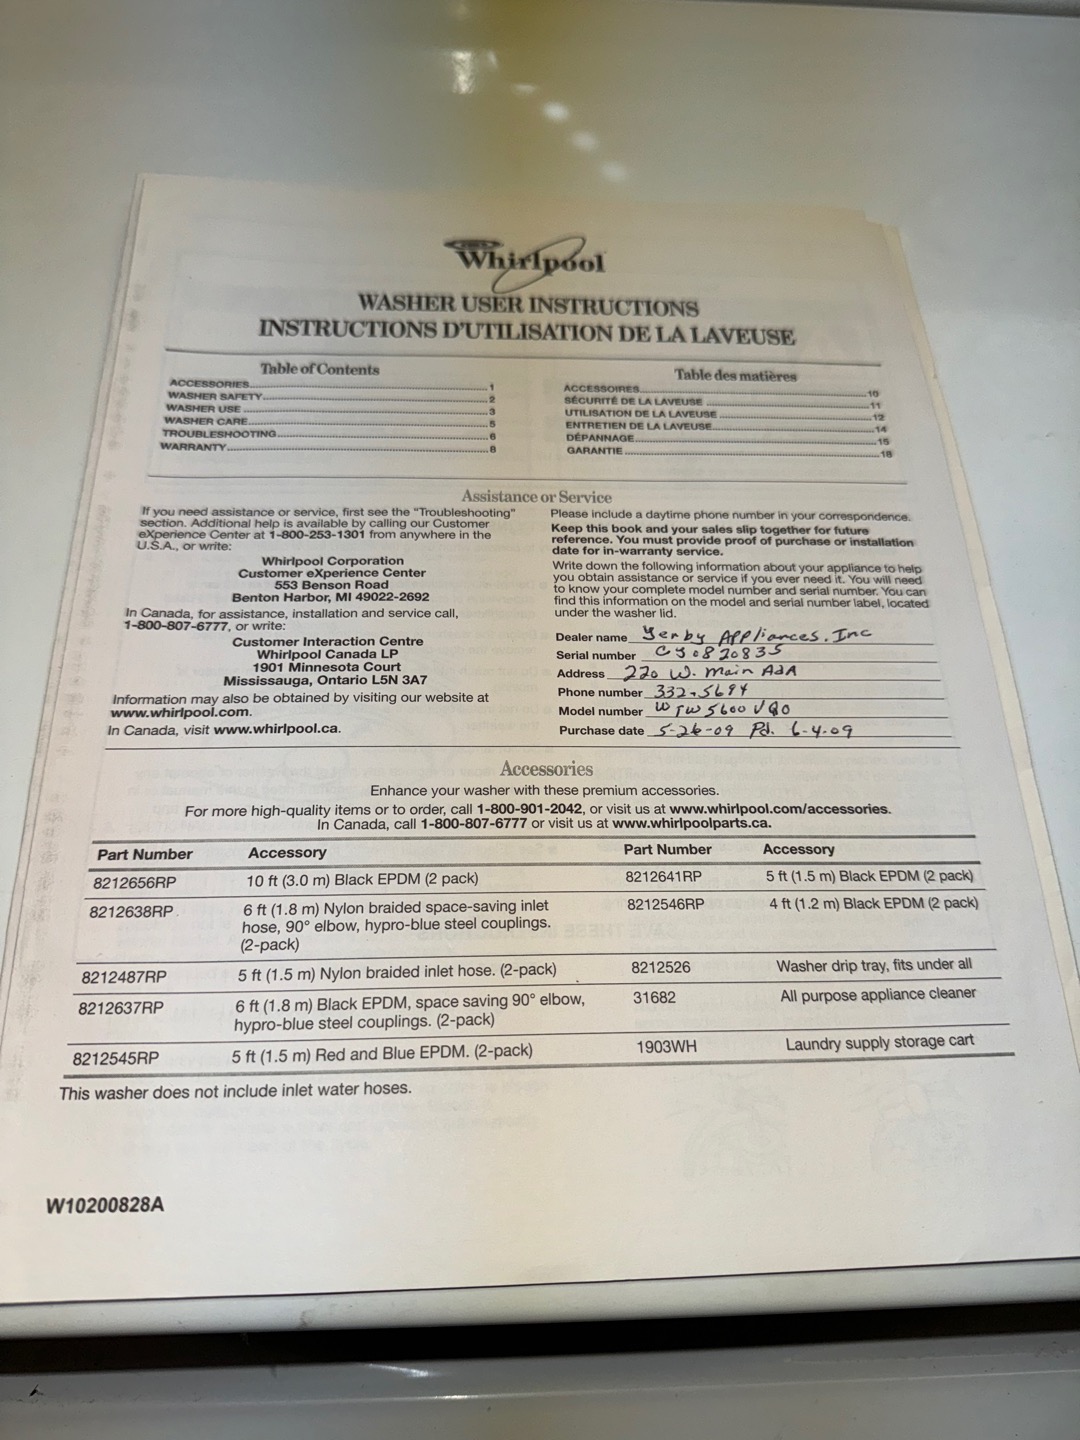 Whirlpool
WASHER USER INSTRUCTIONS
INSTRUCTIONS D'UTILISATION DE LA LAVEUSE
Table of Contents
ACCESSORIES 1
WASHER SAFETY 2
WASHER USE 3
WASHER CARE 5
TROUBLESHOOTING 6
WARRANTY 8
Table des matières
ACCESSOIRES 10
SÉCURITÉ DE LA LAVEUSE 11
UTILISATION DE LA LAVEUSE 12
ENTRETIEN DE LA LAVEUSE 14
DÉPANNAGE 15
GARANTIE 18
Assistance or Service
If you need assistance or service, first see the "Troubleshooting"
section. Additional help is available by calling our Customer
eXperience Center at 1-800-253-1301 from anywhere in the
U.S.A., or write:
Whirlpool Corporation
Customer eXperience Center
553 Benson Road
Benton Harbor, MI 49022-2692
In Canada, for assistance, installation and service call,
1-800-807-6777, or write:
Customer Interaction Centre
Whirlpool Canada LP
1901 Minnesota Court
Mississauga, Ontario L5N 3A7
Information may also be obtained by visiting our website at
www.whirlpool.com.
In Canada, visit www.whirlpool.ca.
Please include a daytime phone number in your correspondence.
Keep this book and your sales slip together for future
reference. You must provide proof of purchase or installation
date for in-warranty service.
Write down the following information about your appliance to help
you obtain assistance or service if you ever need it. You will need
to know your complete model number and serial number. You can
find this information on the model and serial number label, located
under the washer lid.
Dealer name Yerby Appliances, Inc
Serial number CY0820835
Address 220 W. Main AdA
Phone number 332-5694
Model number WTW5600VQ0
Purchase date 5-26-09 Pd. 6-4-09
Accessories
Enhance your washer with these premium accessories.
For more high-quality items or to order, call 1-800-901-2042, or visit us at www.whirlpool.com/accessories.
In Canada, call 1-800-807-6777 or visit us at www.whirlpoolparts.ca.
Part Number Accessory Part Number Accessory
8212656RP 10 ft (3.0 m) Black EPDM (2 pack) 8212641RP 5 ft (1.5 m) Black EPDM (2 pack)
8212638RP 6 ft (1.8 m) Nylon braided space-saving inlet 8212546RP 4 ft (1.2 m) Black EPDM (2 pack)
hose, 90° elbow, hypro-blue steel couplings.
(2-pack)
8212487RP 5 ft (1.5 m) Nylon braided inlet hose. (2-pack) 8212526 Washer drip tray, fits under all
8212637RP 6 ft (1.8 m) Black EPDM, space saving 90° elbow, 31682 All purpose appliance cleaner
hypro-blue steel couplings. (2-pack)
8212545RP 5 ft (1.5 m) Red and Blue EPDM. (2-pack) 1903WH Laundry supply storage cart
This washer does not include inlet water hoses.
W10200828A